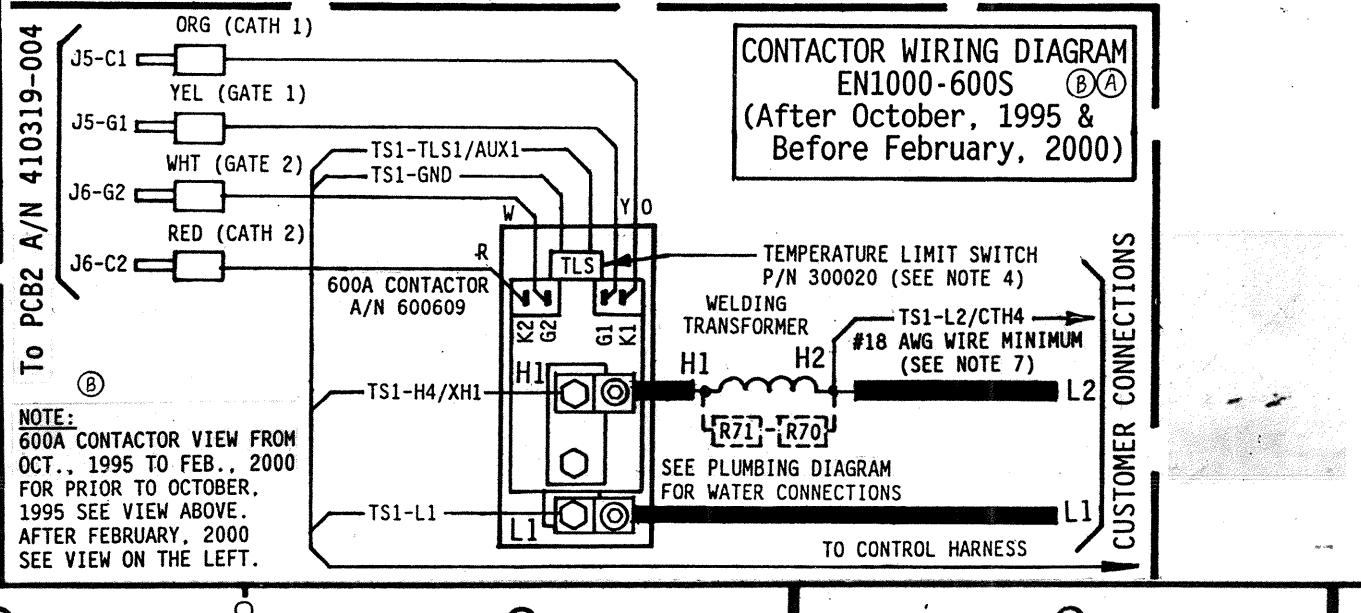 To PCB2 A/N 410319-004
ORG (CATH 1)
J5-C1
YEL (GATE 1)
J5-G1
WHT (GATE 2)
J6-G2
RED (CATH 2)
J6-C2
TS1-TLS1/AUX1
TS1-GND
CONTACTOR WIRING DIAGRAM
EN1000-600S Ⓑ Ⓐ
(After October, 1995 &
Before February, 2000)
W
Y O
R
TLS
600A CONTACTOR
A/N 600609
K2 G2 G1 K1
TEMPERATURE LIMIT SWITCH
P/N 300020 (SEE NOTE 4)
WELDING
TRANSFORMER
TS1-L2/CTH4
#18 AWG WIRE MINIMUM
(SEE NOTE 7)
CUSTOMER CONNECTIONS
H1
H1
H2
L2
TS1-H4/XH1
R71
R70
SEE PLUMBING DIAGRAM
FOR WATER CONNECTIONS
TS1-L1
L1
L1
TO CONTROL HARNESS
Ⓑ
NOTE:
600A CONTACTOR VIEW FROM
OCT., 1995 TO FEB., 2000
FOR PRIOR TO OCTOBER,
1995 SEE VIEW ABOVE.
AFTER FEBRUARY, 2000
SEE VIEW ON THE LEFT.